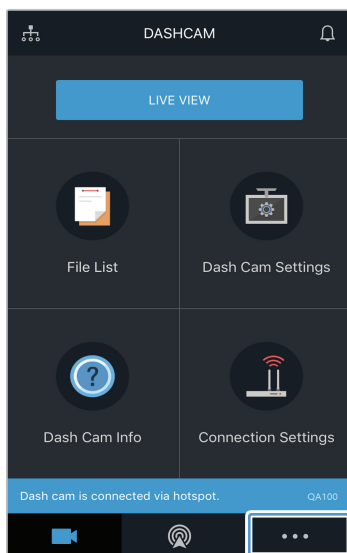 DASHCAM
LIVE VIEW
File List
Dash Cam Settings
?
Dash Cam Info
Connection Settings
Dash cam is connected via hotspot.
QA100